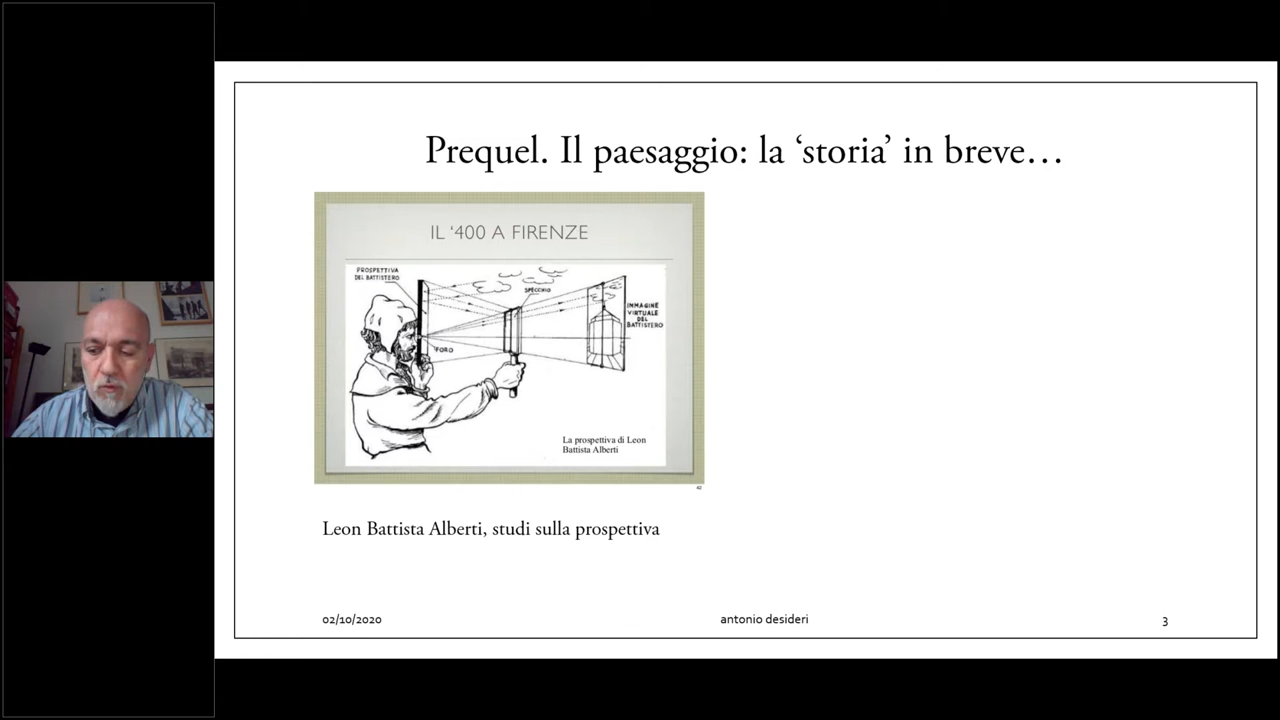 Prequel. Il paesaggio: la ‘storia’ in breve…
IL ‘400 A FIRENZE
PROSPETTIVA
DEL BATTISTERO
SPECCHIO
IMMAGINE
VIRTUALE
DEL
BATTISTERO
FORO
La prospettiva di Leon
Battista Alberti
42
Leon Battista Alberti, studi sulla prospettiva
02/10/2020
antonio desideri
3